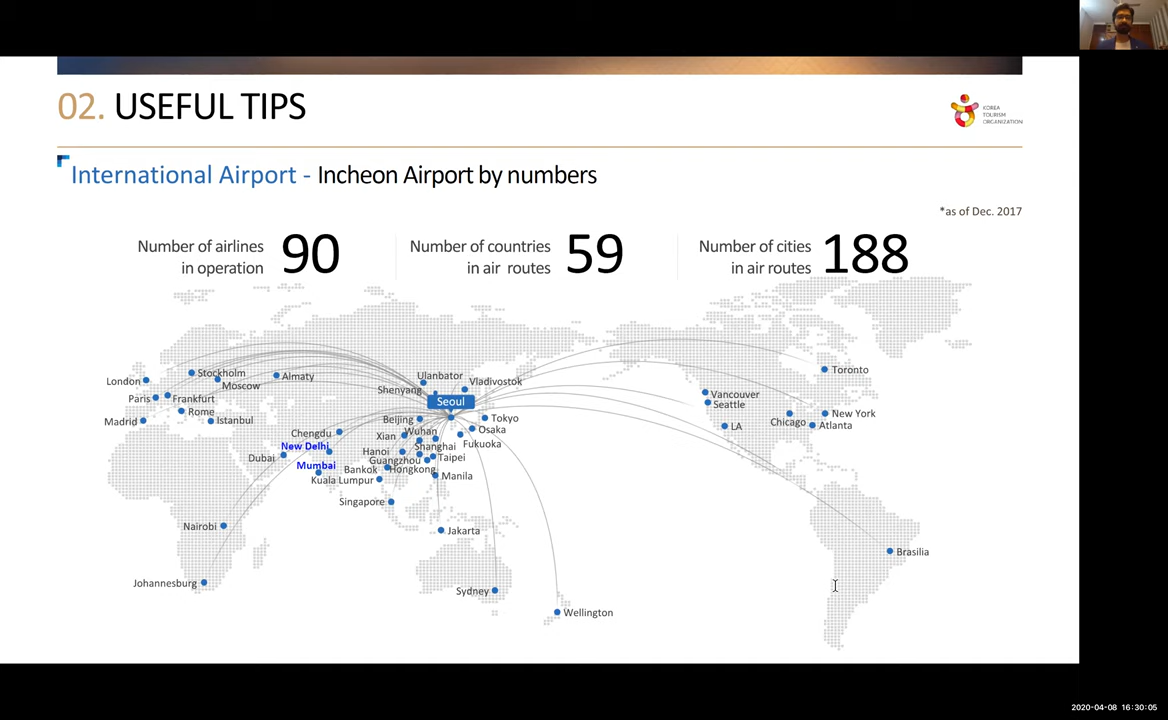 02. USEFUL TIPS
KOREA
TOURISM
ORGANIZATION
International Airport - Incheon Airport by numbers
*as of Dec. 2017
Number of airlines
in operation
90
Number of countries
in air routes
59
Number of cities
in air routes
188
London
Stockholm
Moscow
Almaty
Paris
Frankfurt
Rome
Madrid
Istanbul
Ulanbator
Vladivostok
Shenyang
Seoul
Beijing
Tokyo
Osaka
Chengdu
Xian
Wuhan
Fukuoka
New Delhi
Shanghai
Dubai
Hanoi
Guangzhou
Taipei
Mumbai
Bankok
Hongkong
Kuala Lumpur
Manila
Singapore
Nairobi
Jakarta
Johannesburg
Sydney
Wellington
Toronto
Vancouver
Seattle
LA
Chicago
New York
Atlanta
Brasilia
2020-04-08 16:30:05